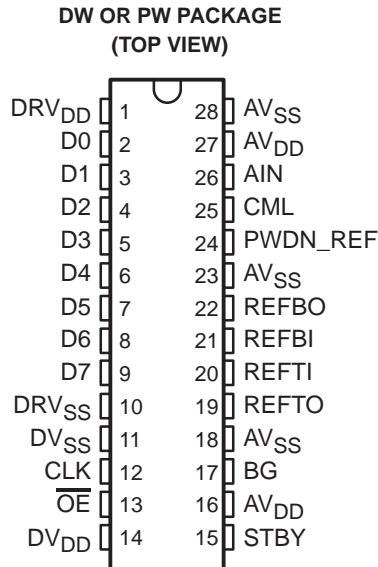 DW OR PW PACKAGE
(TOP VIEW)
DRVDD 1 28 AVSS
D0 2 27 AVDD
D1 3 26 AIN
D2 4 25 CML
D3 5 24 PWDN_REF
D4 6 23 AVSS
D5 7 22 REFBO
D6 8 21 REFBI
D7 9 20 REFTI
DRVSS 10 19 REFTO
DVSS 11 18 AVSS
CLK 12 17 BG
OE 13 16 AVDD
DVDD 14 15 STBY